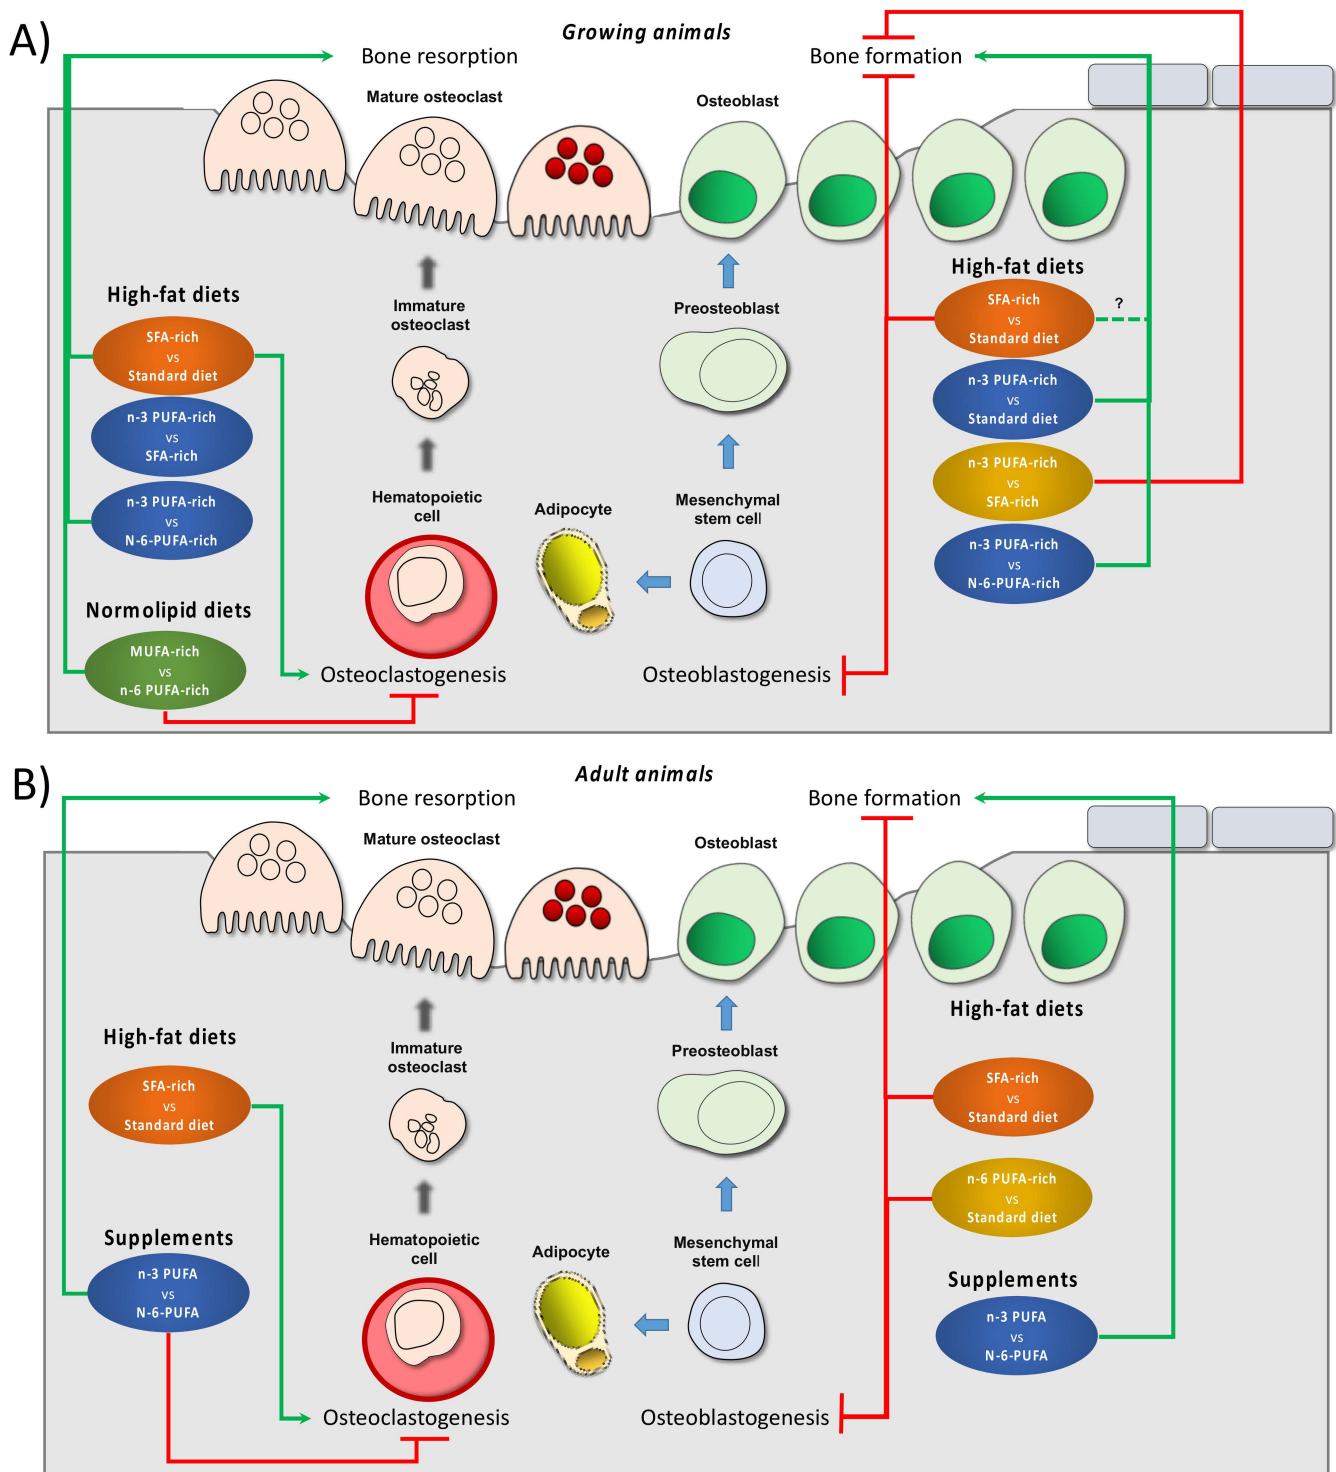 A)
Growing animals
Bone resorption
Bone formation
Mature osteoclast
Osteoblast
High-fat diets
SFA-rich
vs
Standard diet
n-3 PUFA-rich
vs
SFA-rich
n-3 PUFA-rich
vs
N-6-PUFA-rich
Normolipid diets
MUFA-rich
vs
n-6 PUFA-rich
Immature
osteoclast
Hematopoietic
cell
Osteoclastogenesis
Preosteoblast
Adipocyte
Mesenchymal
stem cell
Osteoblastogenesis
High-fat diets
SFA-rich
vs
Standard diet
?
n-3 PUFA-rich
vs
Standard diet
n-3 PUFA-rich
vs
SFA-rich
n-3 PUFA-rich
vs
N-6-PUFA-rich
B)
Adult animals
Bone resorption
Bone formation
Mature osteoclast
Osteoblast
High-fat diets
SFA-rich
vs
Standard diet
Supplements
n-3 PUFA
vs
N-6-PUFA
Immature
osteoclast
Hematopoietic
cell
Osteoclastogenesis
Preosteoblast
Adipocyte
Mesenchymal
stem cell
Osteoblastogenesis
High-fat diets
SFA-rich
vs
Standard diet
n-6 PUFA-rich
vs
Standard diet
Supplements
n-3 PUFA
vs
N-6-PUFA